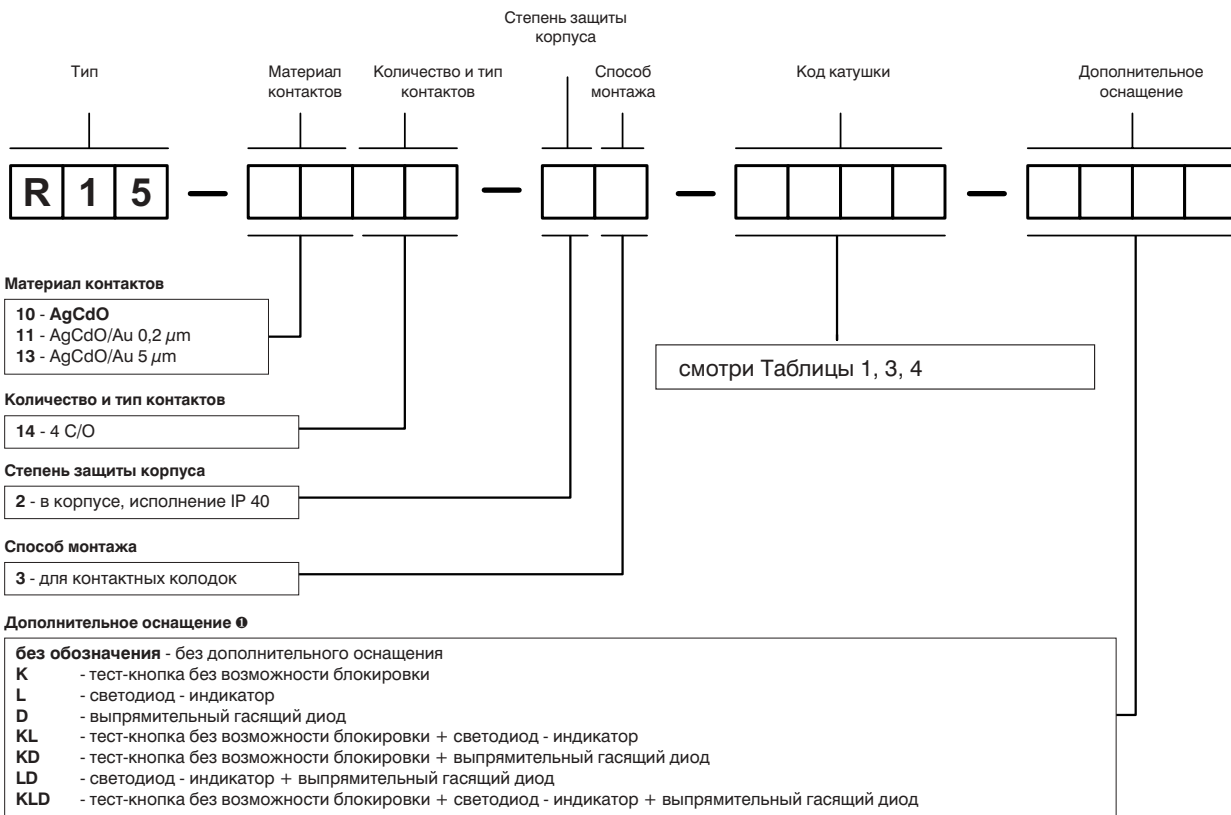 Степень защиты
корпуса
Тип
Материал
контактов
Количество и тип
контактов
Способ
монтажа
Код катушки
Дополнительное
оснащение
R 1 5 — — — —
Материал контактов
10 - AgCdO
11 - AgCdO/Au 0,2 μm
13 - AgCdO/Au 5 μm
смотри Таблицы 1, 3, 4
Количество и тип контактов
14 - 4 C/O
Степень защиты корпуса
2 - в корпусе, исполнение IP 40
Способ монтажа
3 - для контактных колодок
Дополнительное оснащение ❶
без обозначения - без дополнительного оснащения
K - тест-кнопка без возможности блокировки
L - светодиод - индикатор
D - выпрямительный гасящий диод
KL - тест-кнопка без возможности блокировки + светодиод - индикатор
KD - тест-кнопка без возможности блокировки + выпрямительный гасящий диод
LD - светодиод - индикатор + выпрямительный гасящий диод
KLD - тест-кнопка без возможности блокировки + светодиод - индикатор + выпрямительный гасящий диод